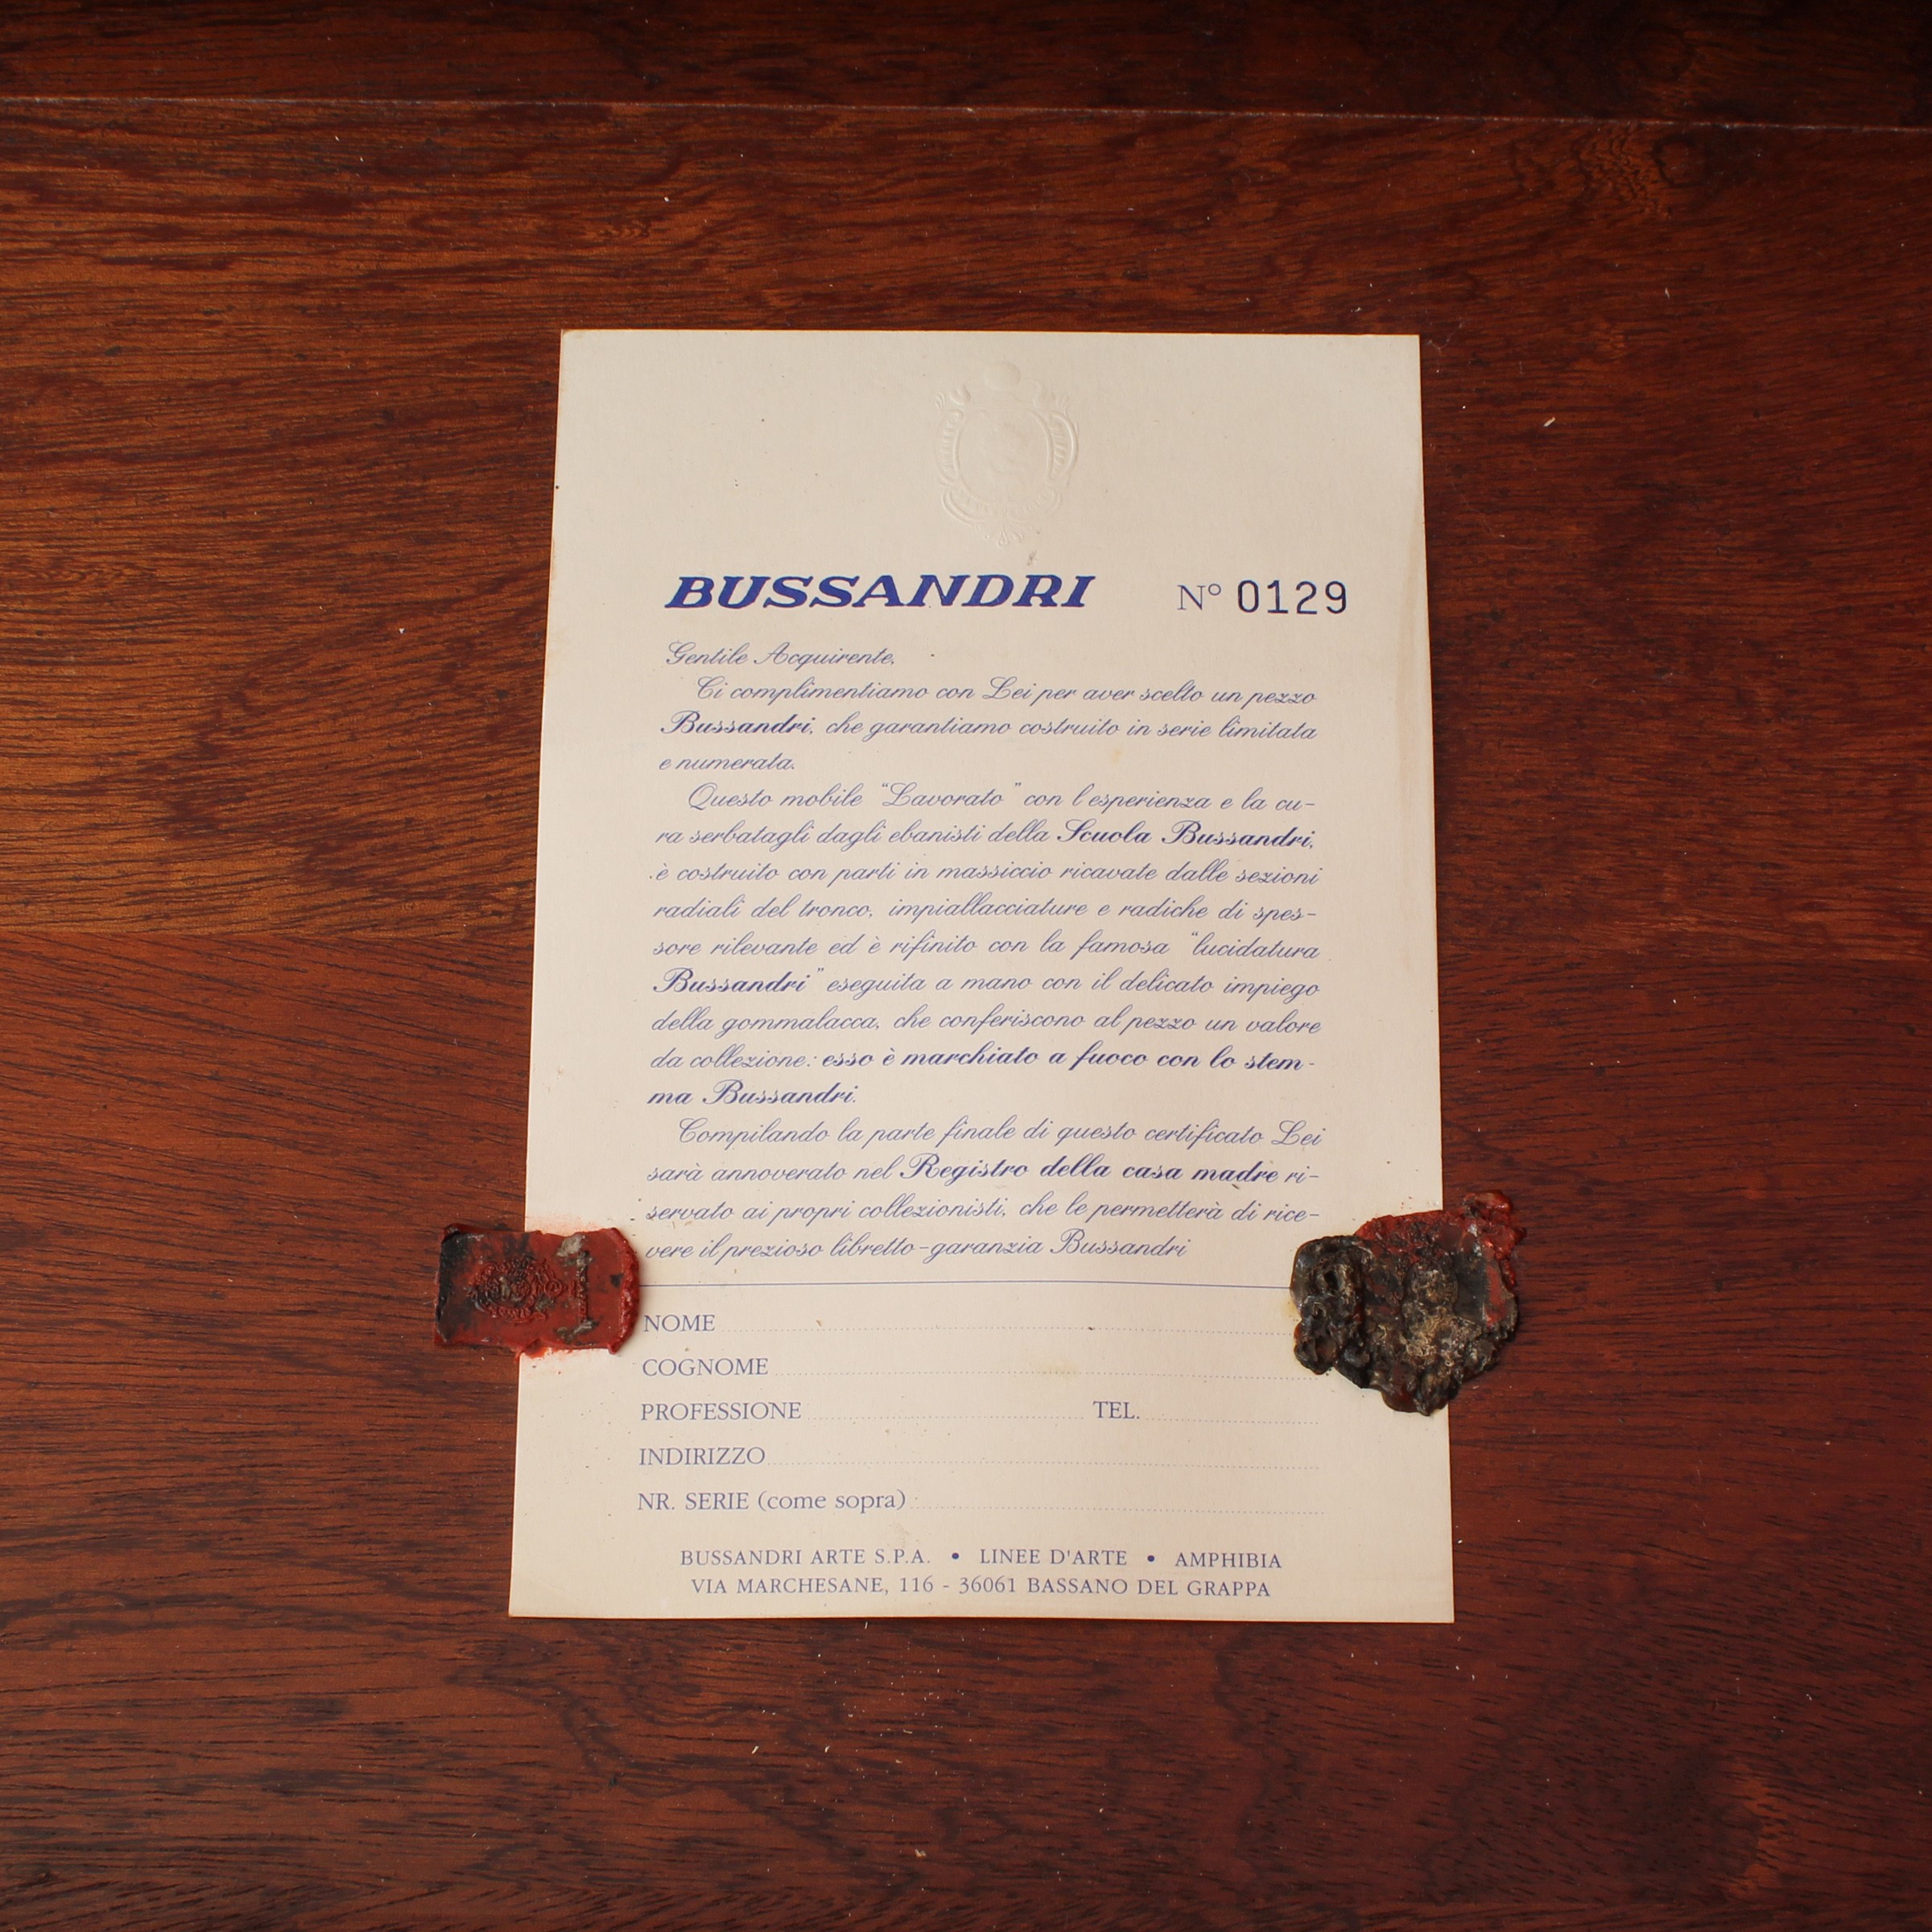 BUSSANDRI N° 0129
Gentile Acquirente,
Ci complimentiamo con Lei per aver scelto un pezzo
Bussandri, che garantiamo costruito in serie limitata
e numerata.
Questo mobile "Lavorato" con l'esperienza e la cu-
ra serbatagli dagli ebanisti della Scuola Bussandri,
è costruito con parti in massiccio ricavate dalle sezioni
radiali del tronco, impiallacciature e radiche di spes-
sore rilevante ed è rifinito con la famosa "lucidatura
Bussandri" eseguita a mano con il delicato impiego
della gommalacca, che conferiscono al pezzo un valore
da collezione: esso è marchiato a fuoco con lo stem-
ma Bussandri.
Compilando la parte finale di questo certificato Lei
sarà annoverato nel Registro della casa madre ri-
servato ai propri collezionisti, che le permetterà di rice-
vere il prezioso libretto-garanzia Bussandri
NOME
COGNOME
PROFESSIONE TEL.
INDIRIZZO
NR. SERIE (come sopra)
BUSSANDRI ARTE S.P.A. • LINEE D'ARTE • AMPHIBIA
VIA MARCHESANE, 116 - 36061 BASSANO DEL GRAPPA